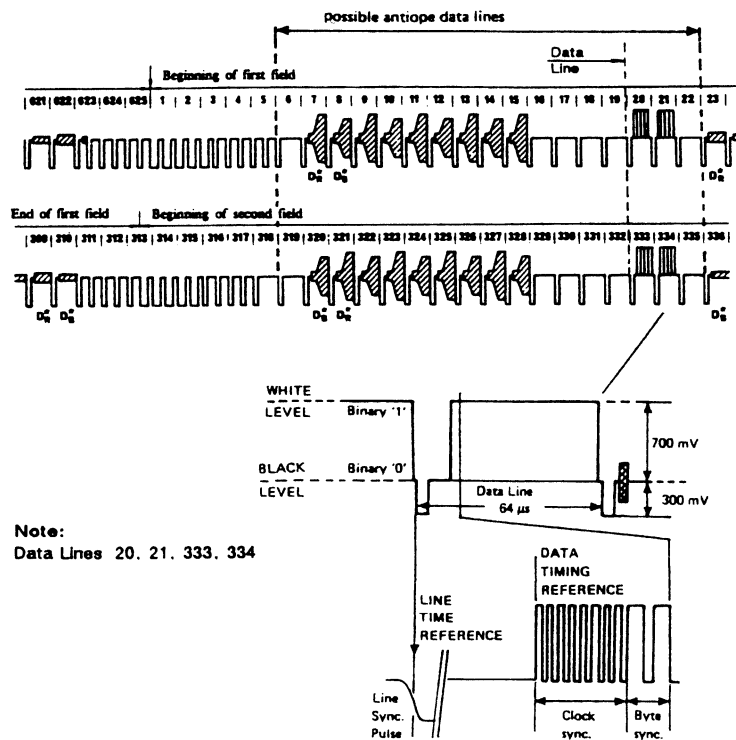 possible antiope data lines
Data
Line
Beginning of first field
621 622 623 624 625 1 2 3 4 5 6 7 8 9 10 11 12 13 14 15 16 17 18 19 20 21 22 23
End of first field Beginning of second field
309 310 311 312 313 314 315 316 317 318 319 320 321 322 323 324 325 326 327 328 329 330 331 332 333 334 335 336
WHITE
LEVEL Binary '1'
BLACK Binary '0'
LEVEL
700 mV
300 mV
Data Line
64 µs
Note:
Data Lines 20. 21. 333. 334
DATA
TIMING
REFERENCE
LINE
TIME
REFERENCE
Line
Sync.
Pulse
Clock
sync.
Byte
sync.